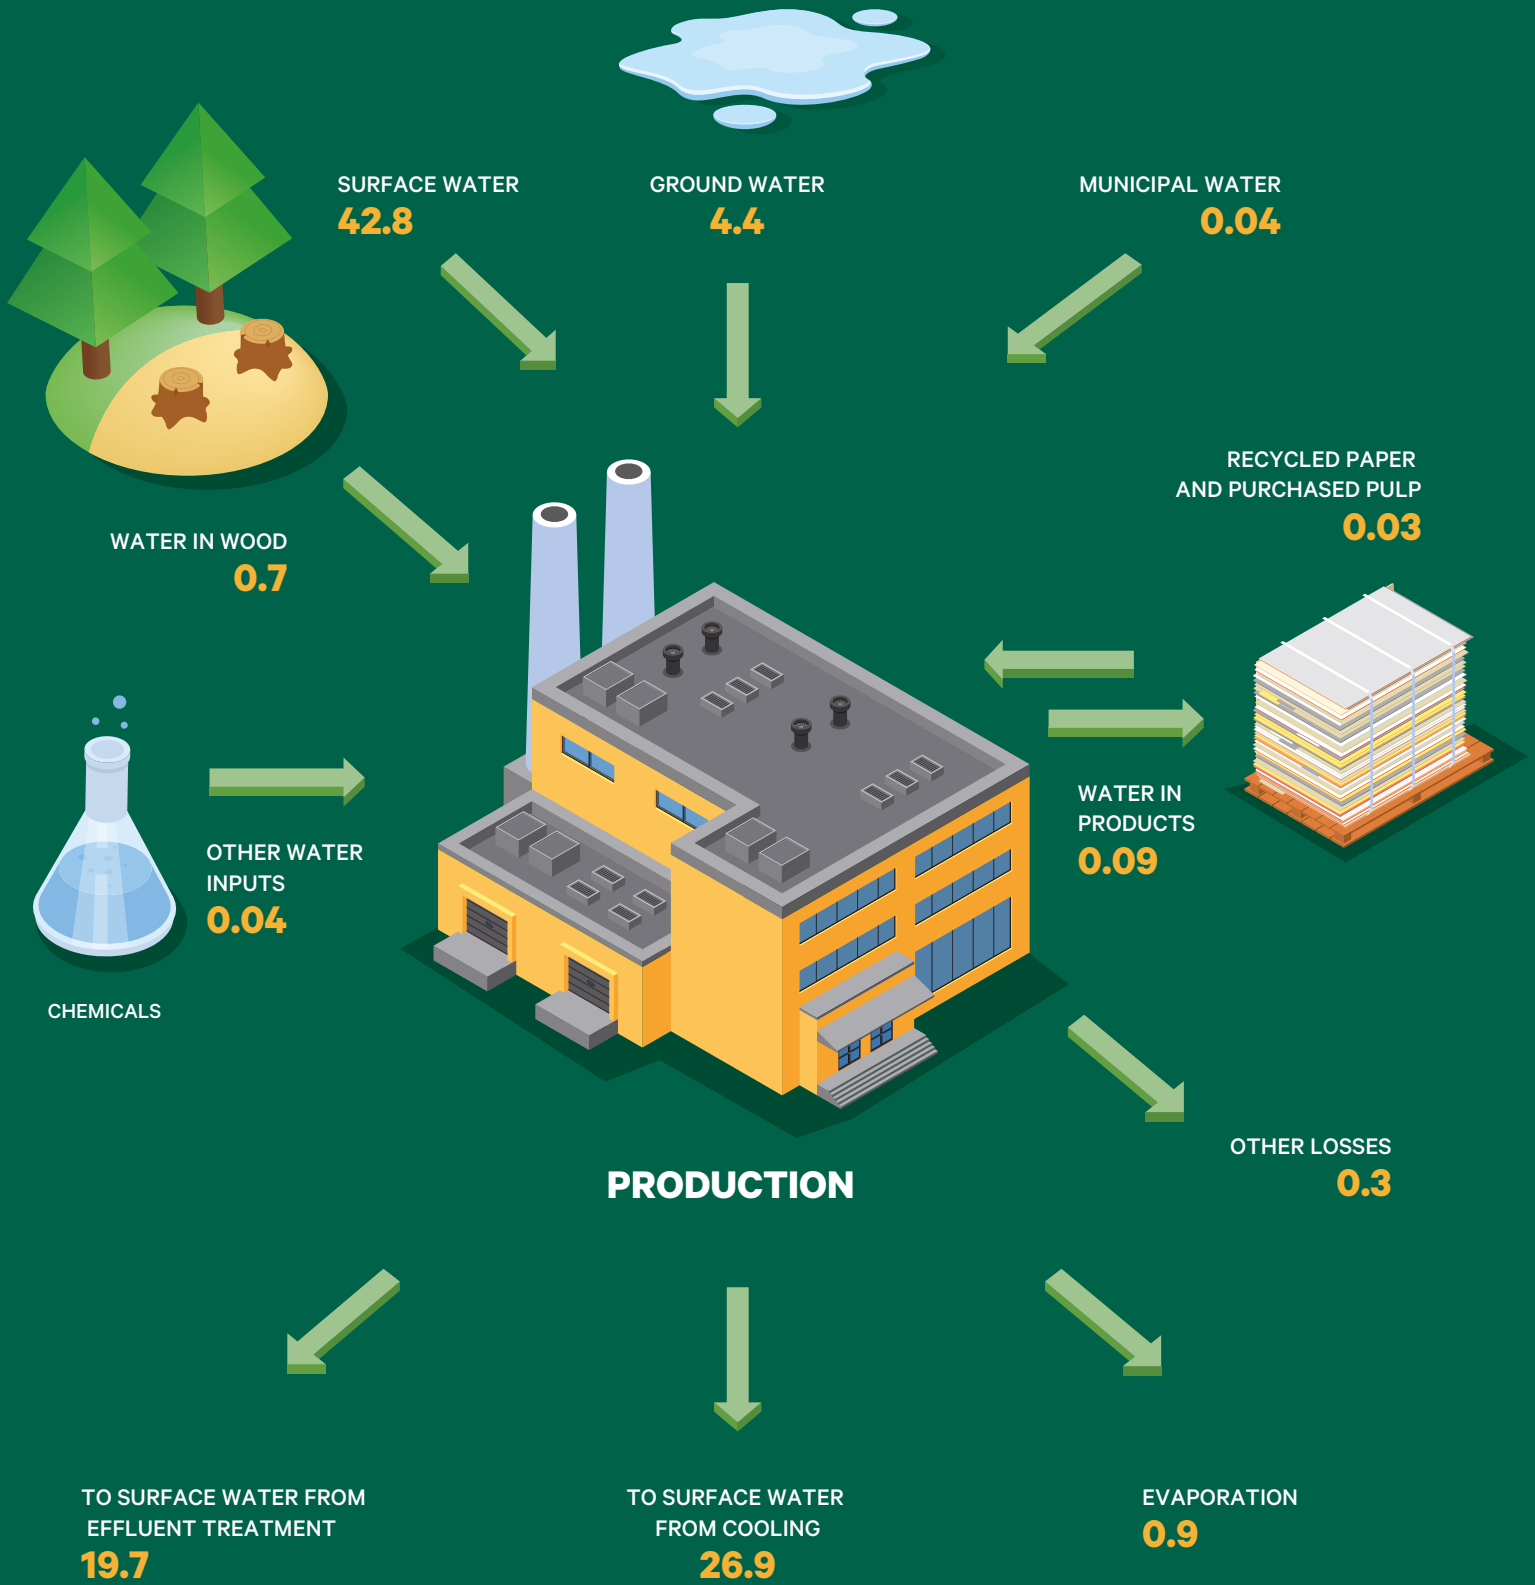 SURFACE WATER
42.8
GROUND WATER
4.4
MUNICIPAL WATER
0.04
RECYCLED PAPER
AND PURCHASED PULP
0.03
WATER IN WOOD
0.7
WATER IN
PRODUCTS
0.09
OTHER WATER
INPUTS
0.04
CHEMICALS
OTHER LOSSES
0.3
PRODUCTION
TO SURFACE WATER FROM
EFFLUENT TREATMENT
19.7
TO SURFACE WATER
FROM COOLING
26.9
EVAPORATION
0.9